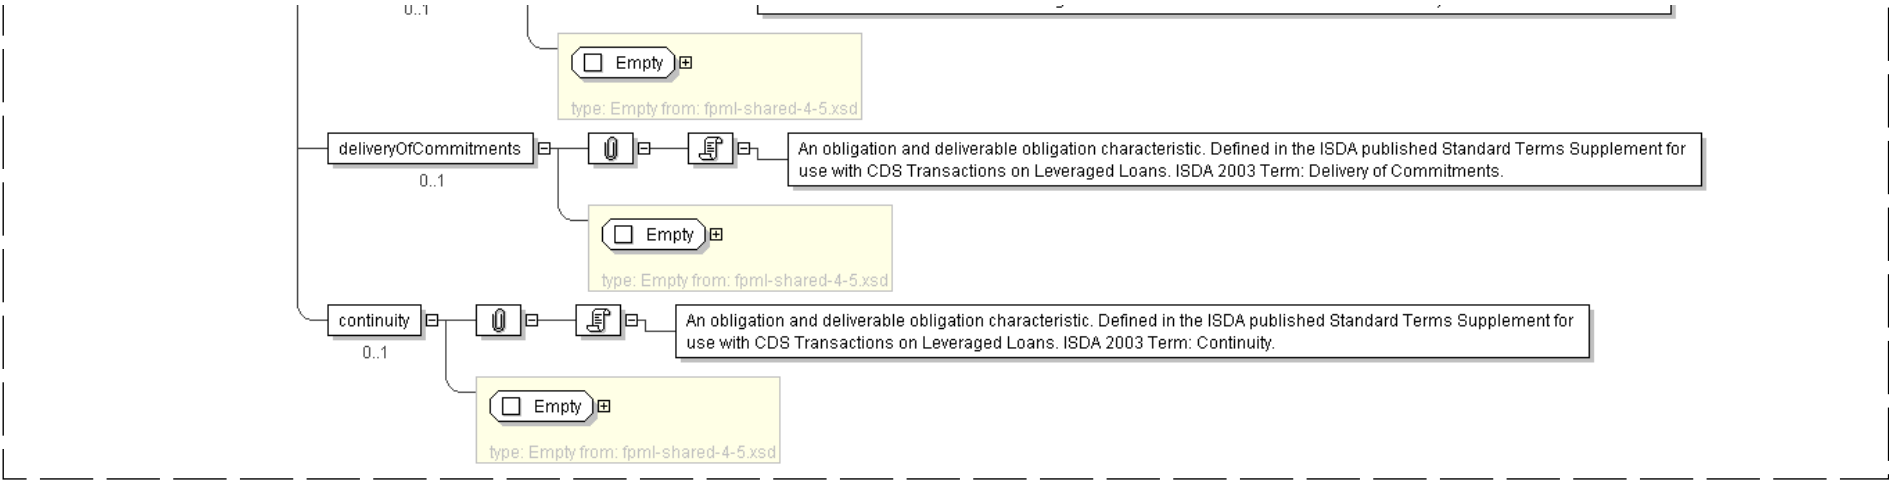 0..1
Empty
type: Empty from: fpml-shared-4-5.xsd
deliveryOfCommitments
0..1
An obligation and deliverable obligation characteristic. Defined in the ISDA published Standard Terms Supplement for
use with CDS Transactions on Leveraged Loans. ISDA 2003 Term: Delivery of Commitments.
Empty
type: Empty from: fpml-shared-4-5.xsd
continuity
0..1
An obligation and deliverable obligation characteristic. Defined in the ISDA published Standard Terms Supplement for
use with CDS Transactions on Leveraged Loans. ISDA 2003 Term: Continuity.
Empty
type: Empty from: fpml-shared-4-5.xsd